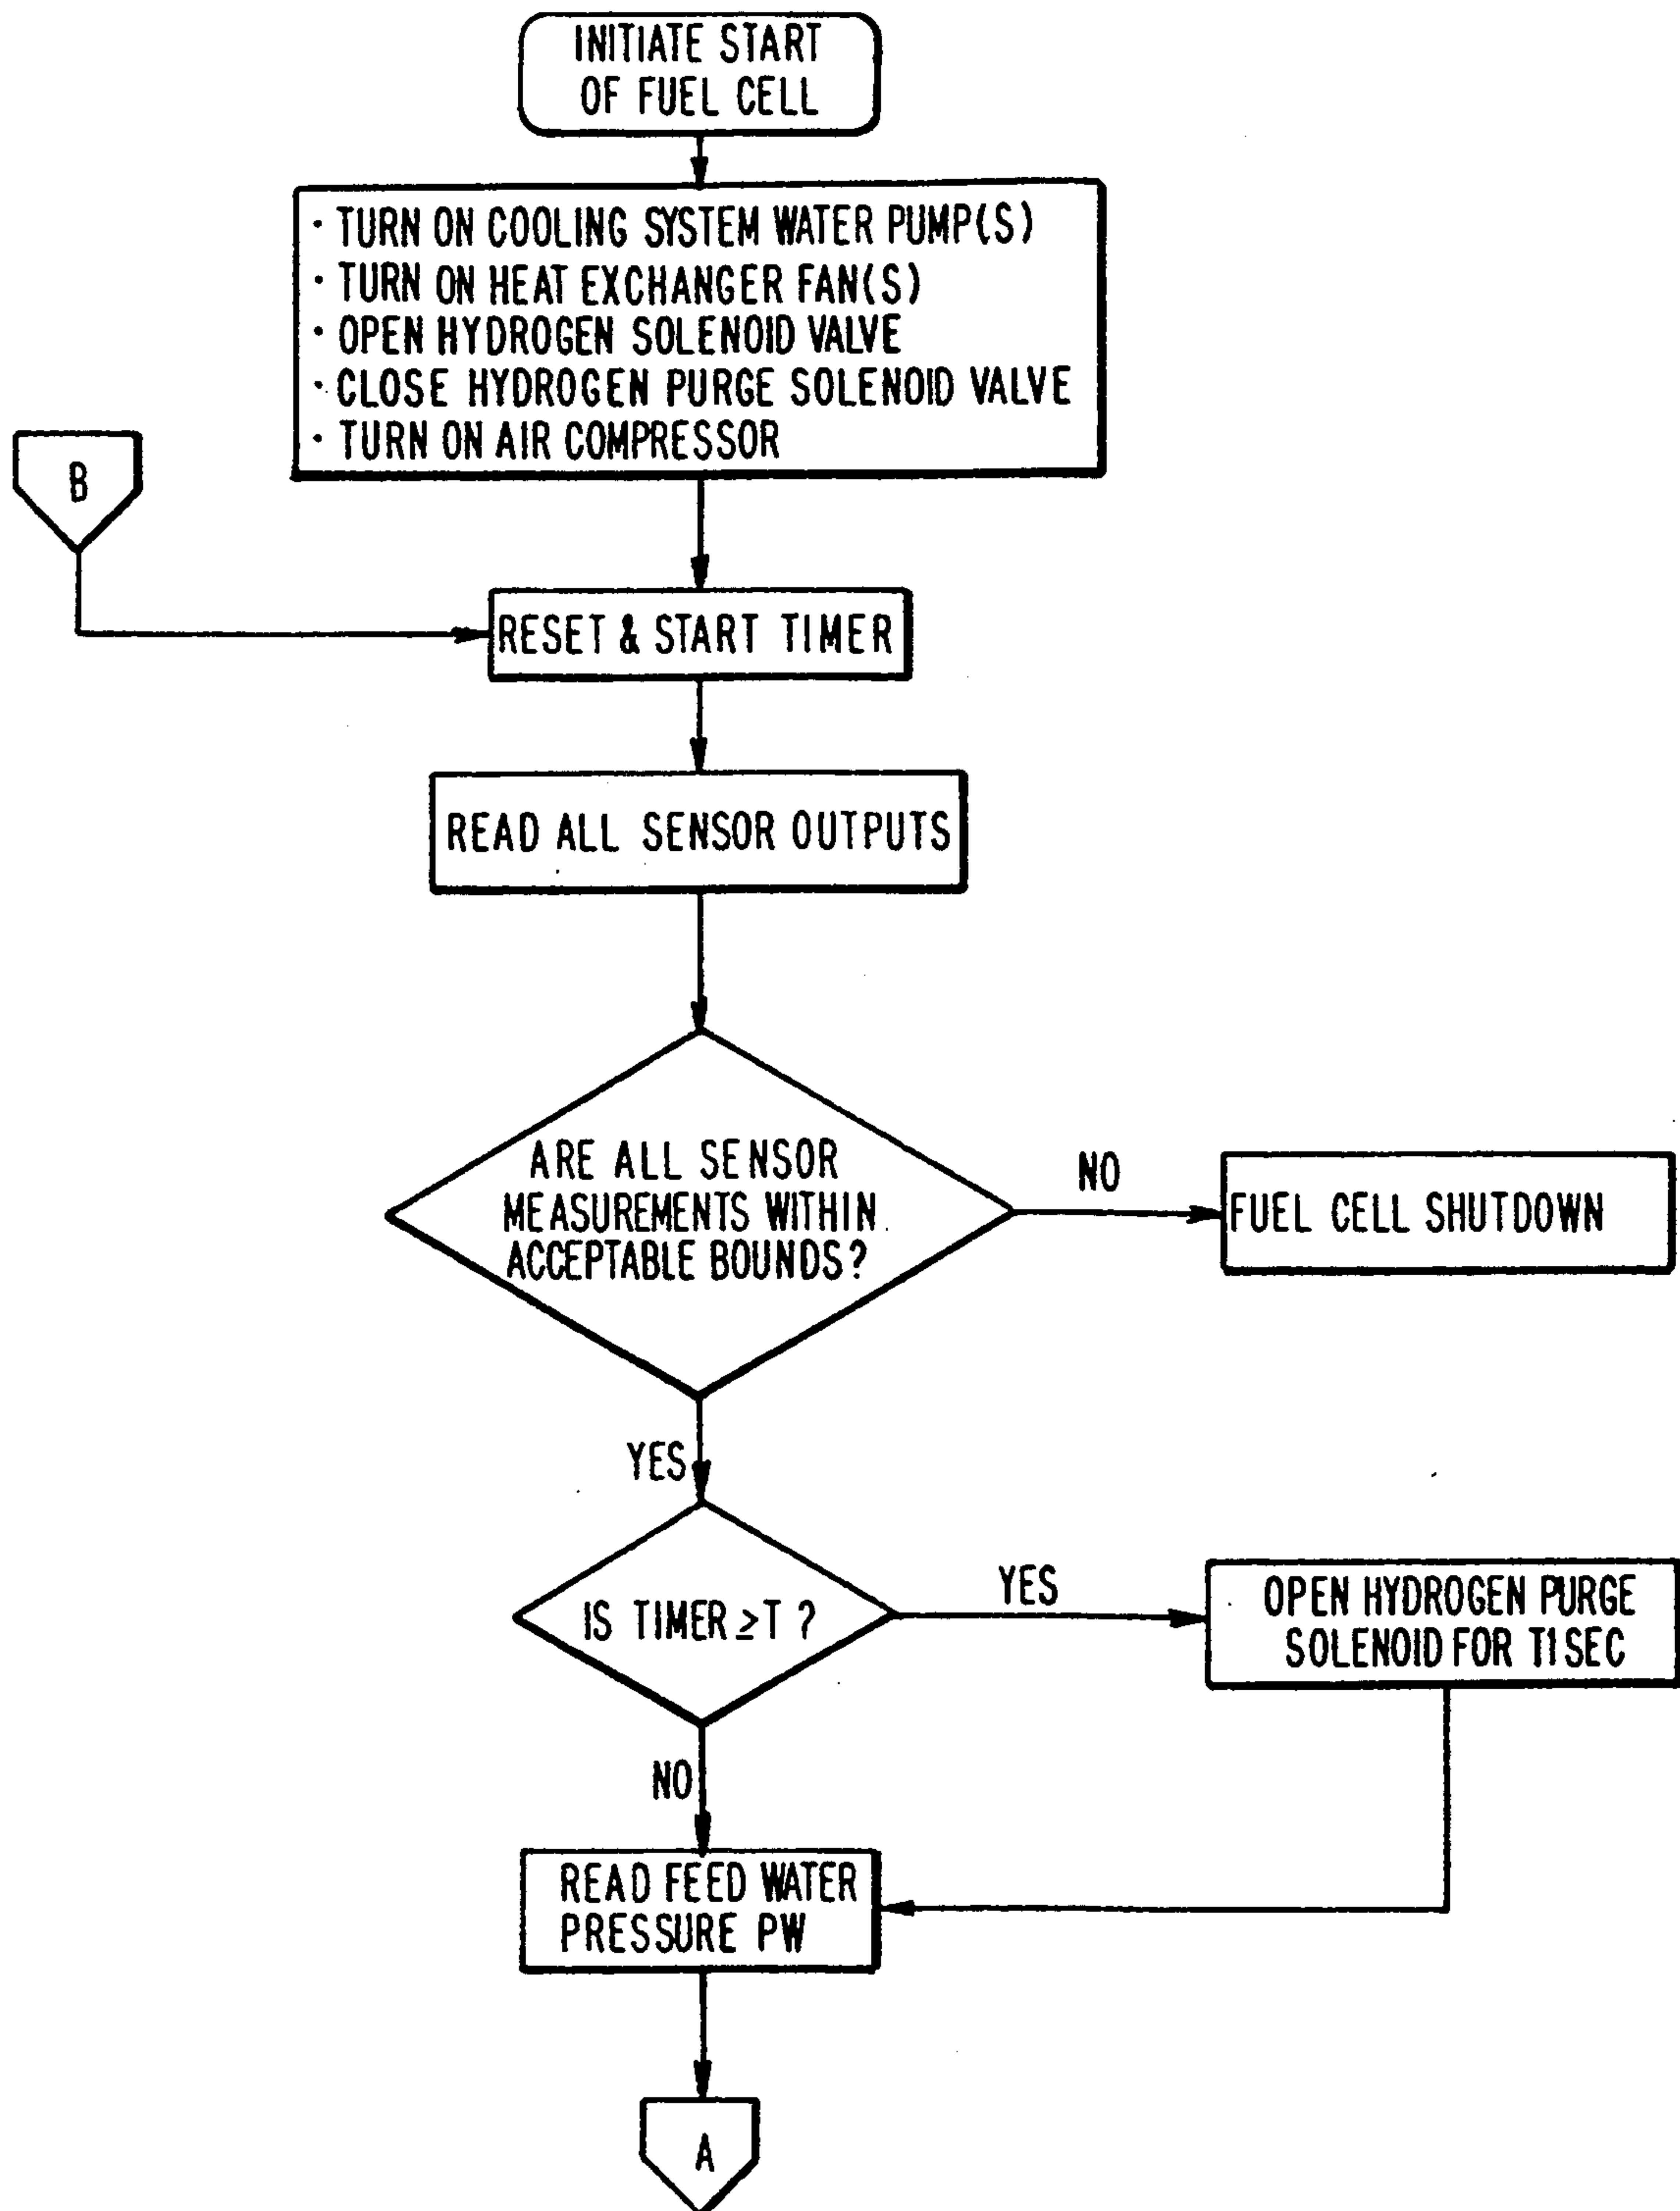 INITIATE START
OF FUEL CELL
· TURN ON COOLING SYSTEM WATER PUMP(S)
· TURN ON HEAT EXCHANGER FAN(S)
· OPEN HYDROGEN SOLENOID VALVE
· CLOSE HYDROGEN PURGE SOLENOID VALVE
· TURN ON AIR COMPRESSOR
B
RESET & START TIMER
READ ALL SENSOR OUTPUTS
ARE ALL SENSOR
MEASUREMENTS WITHIN
ACCEPTABLE BOUNDS?
NO
FUEL CELL SHUTDOWN
YES
IS TIMER ≥T ?
YES
OPEN HYDROGEN PURGE
SOLENOID FOR T1 SEC
NO
READ FEED WATER
PRESSURE PW
A